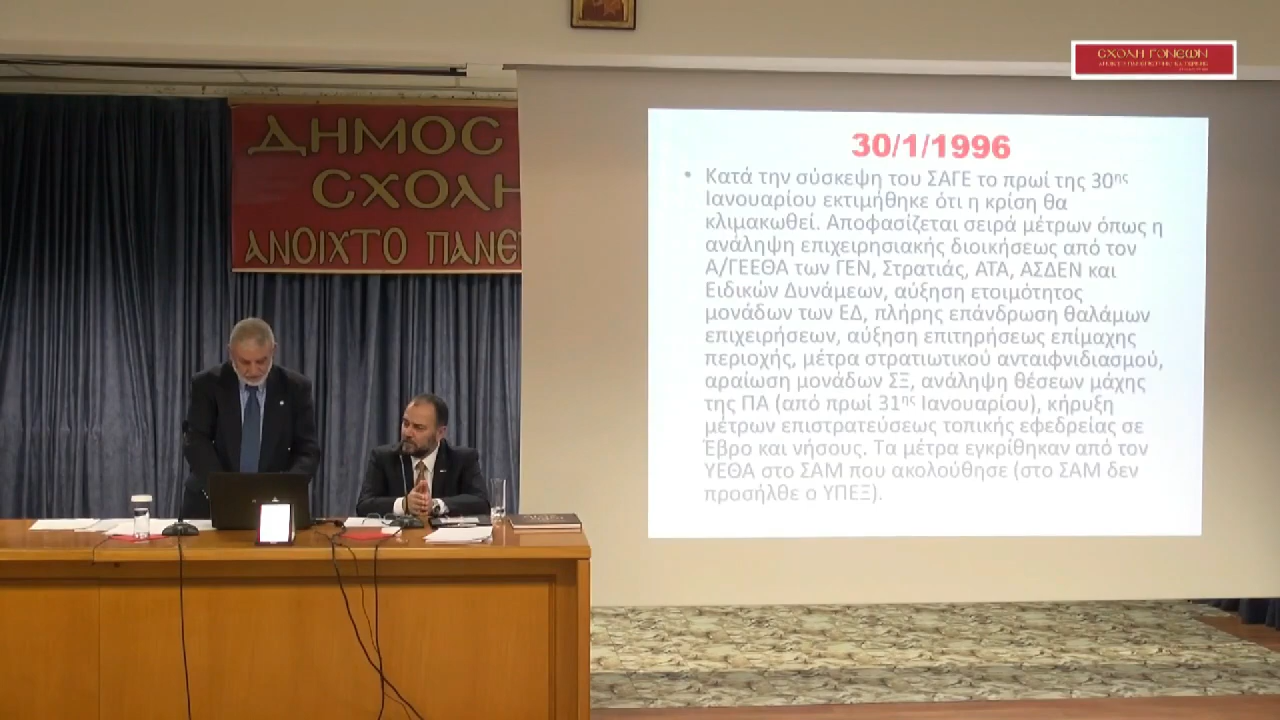 ΣΧΟΛΗ ΓΟΝΕΩΝ
ΔΗΜΟΣ
ΣΧΟΛΗ
ΑΝΟΙΧΤΟ ΠΑΝΕ
30/1/1996
• Κατά την σύσκεψη του ΣΑΓΕ το πρωί της 30ης
Ιανουαρίου εκτιμήθηκε ότι η κρίση θα
κλιμακωθεί. Αποφασίζεται σειρά μέτρων όπως η
ανάληψη επιχειρησιακής διοικήσεως από τον
Α/ΓΕΕΘΑ των ΓΕΝ, Στρατιάς, ΑΤΑ, ΑΣΔΕΝ και
Ειδικών Δυνάμεων, αύξηση ετοιμότητος
μονάδων των ΕΔ, πλήρης επάνδρωση θαλάμων
επιχειρήσεων, αύξηση επιτηρήσεως επίμαχης
περιοχής, μέτρα στρατιωτικού ανταιφνιδιασμού,
αραίωση μονάδων ΣΞ, ανάληψη θέσεων μάχης
της ΠΑ (από πρωί 31ης Ιανουαρίου), κήρυξη
μέτρων επιστρατεύσεως τοπικής εφεδρείας σε
Έβρο και νήσους. Τα μέτρα εγκρίθηκαν από τον
ΥΕΘΑ στο ΣΑΜ που ακολούθησε (στο ΣΑΜ δεν
προσήλθε ο ΥΠΕΞ).